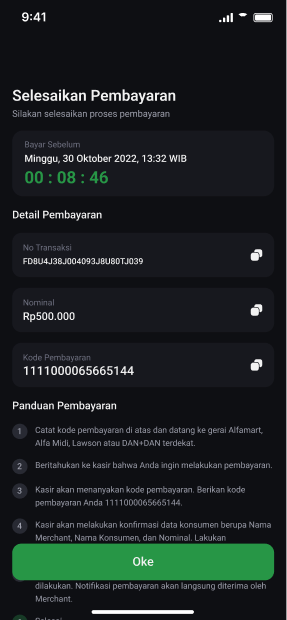 9:41
Selesaikan Pembayaran
Silakan selesaikan proses pembayaran
Bayar Sebelum
Minggu, 30 Oktober 2022, 13:32 WIB
00 : 08 : 46
Detail Pembayaran
No Transaksi
FD8U4J38J004093J8U80TJ039
Nominal
Rp500.000
Kode Pembayaran
1111000065665144
Panduan Pembayaran
1 Catat kode pembayaran di atas dan datang ke gerai Alfamart,
Alfa Midi, Lawson atau DAN+DAN terdekat.
2 Beritahukan ke kasir bahwa Anda ingin melakukan pembayaran.
3 Kasir akan menanyakan kode pembayaran. Berikan kode
pembayaran Anda 1111000065665144.
4 Kasir akan melakukan konfirmasi data konsumen berupa Nama
Merchant, Nama Konsumen, dan Nominal. Lakukan
Oke
dilakukan. Notifikasi pembayaran akan langsung diterima oleh
Merchant.